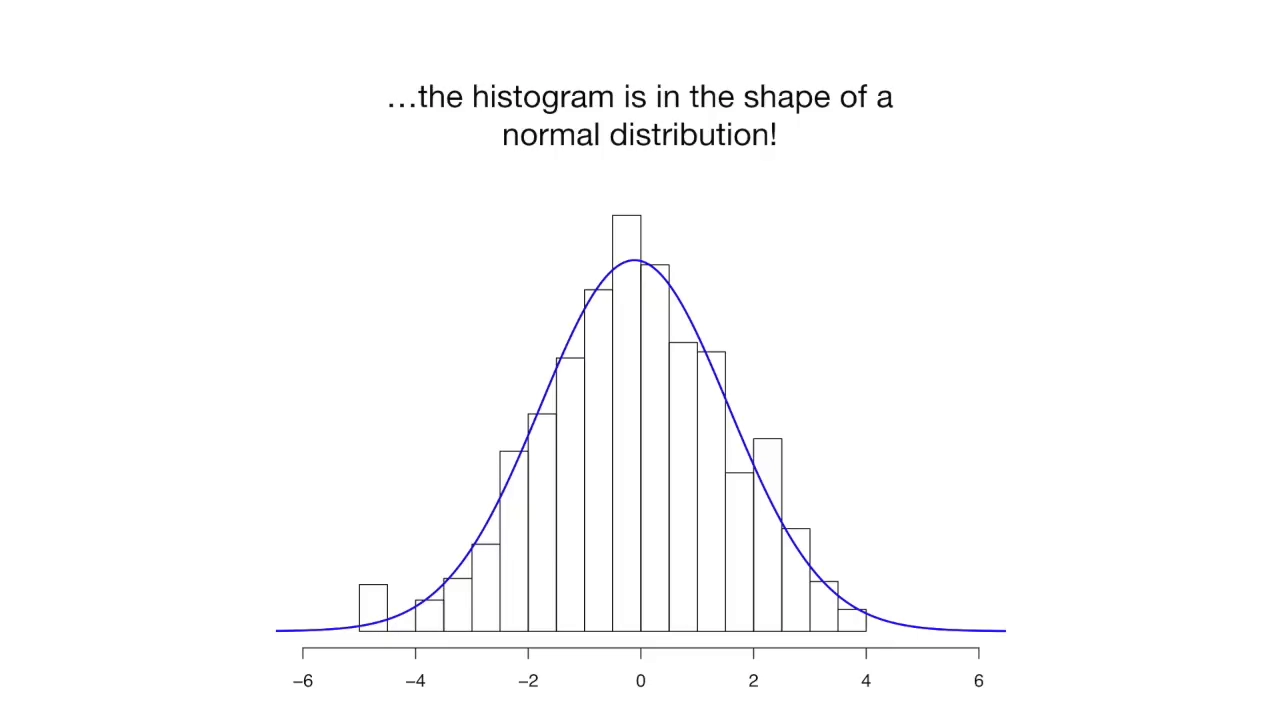 …the histogram is in the shape of a
normal distribution!
−6 −4 −2 0 2 4 6